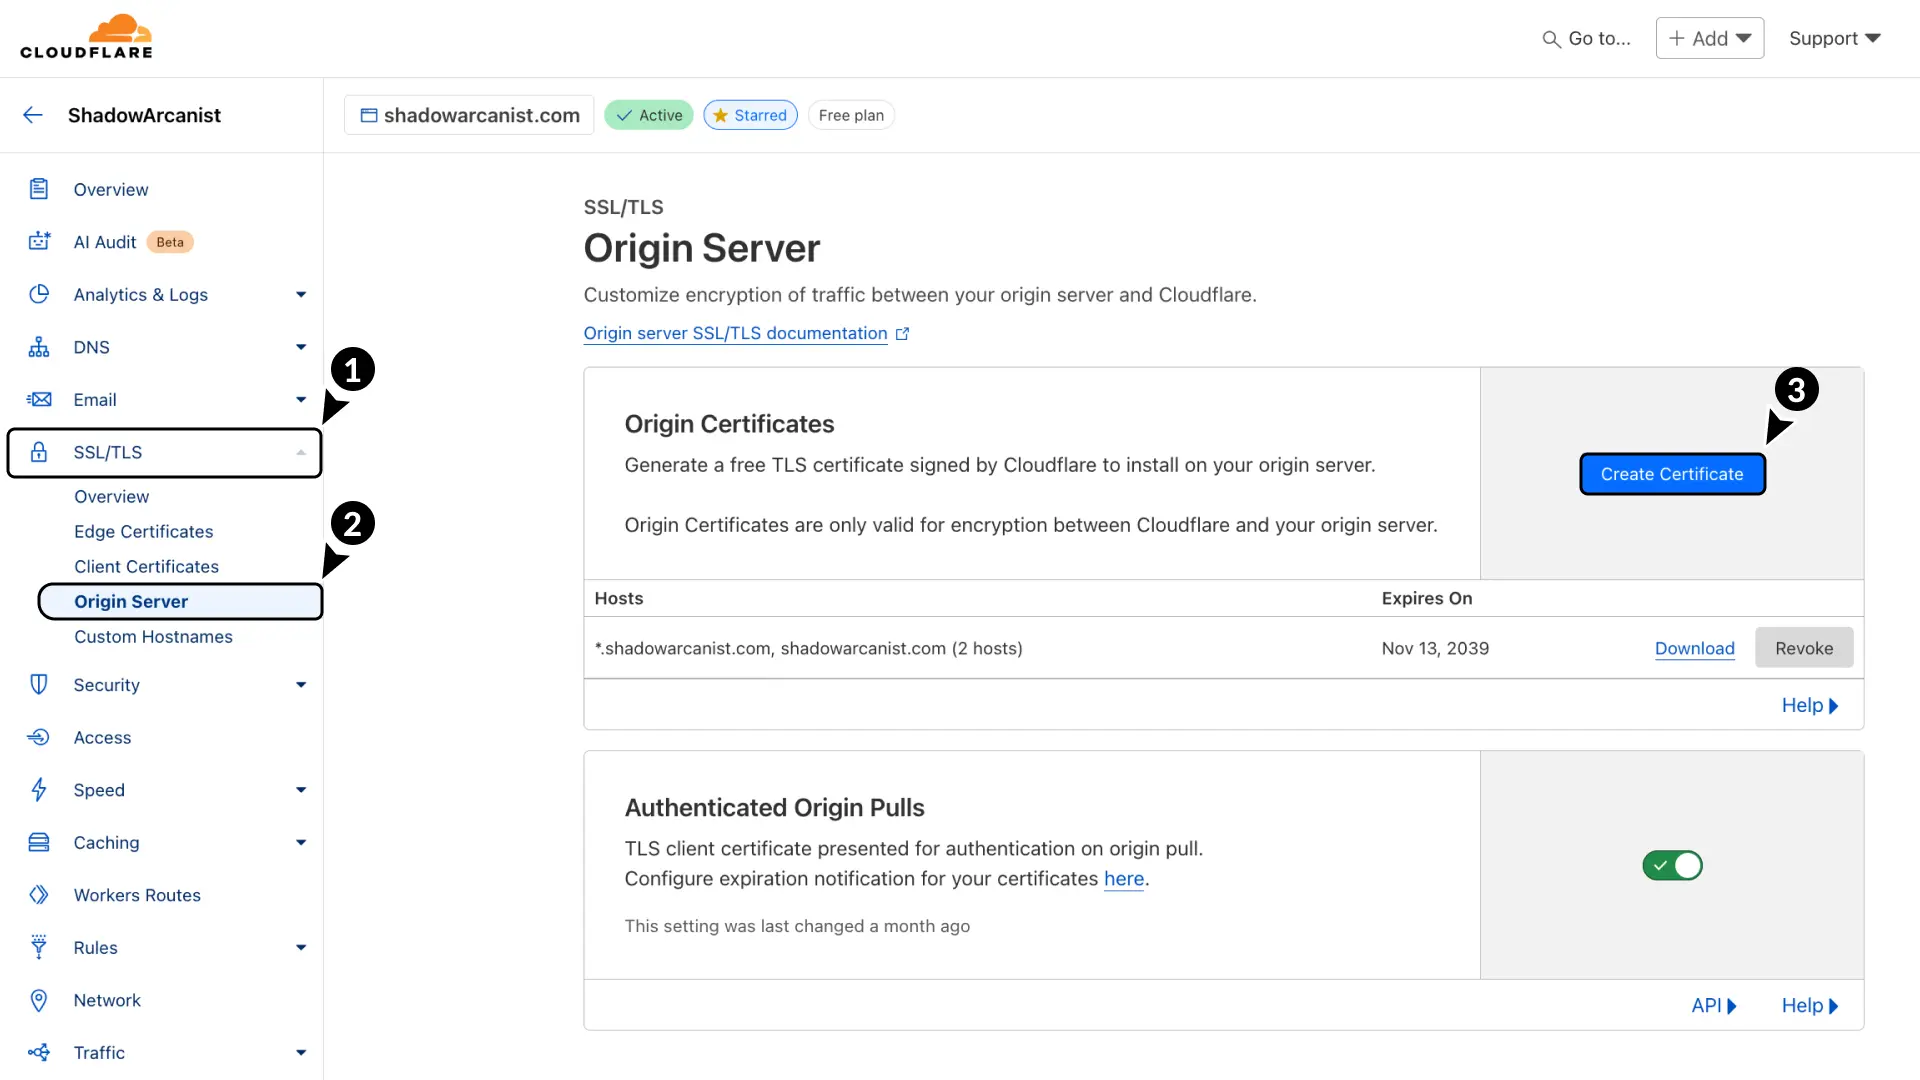 CLOUDFLARE
Go to...
+ Add
Support
ShadowArcanist
shadowarcanist.com
Active
Starred
Free plan
Overview
AI Audit
Beta
Analytics & Logs
DNS
Email
1
SSL/TLS
Overview
Edge Certificates
2
Client Certificates
Origin Server
Custom Hostnames
Security
Access
Speed
Caching
Workers Routes
Rules
Network
Traffic
SSL/TLS
Origin Server
Customize encryption of traffic between your origin server and Cloudflare.
Origin server SSL/TLS documentation
Origin Certificates
Generate a free TLS certificate signed by Cloudflare to install on your origin server.
Origin Certificates are only valid for encryption between Cloudflare and your origin server.
3
Create Certificate
Hosts
Expires On
*.shadowarcanist.com, shadowarcanist.com (2 hosts)
Nov 13, 2039
Download
Revoke
Help
Authenticated Origin Pulls
TLS client certificate presented for authentication on origin pull.
Configure expiration notification for your certificates here.
This setting was last changed a month ago
API
Help